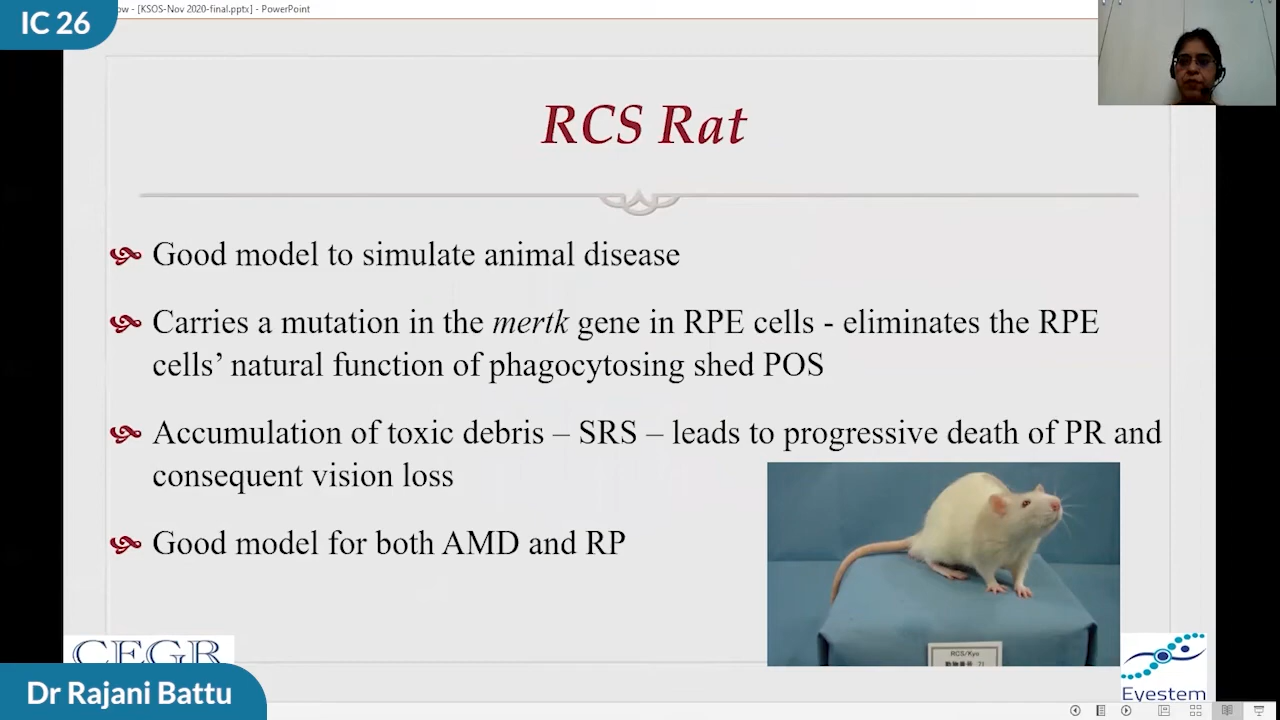 IC 26
ow - [KSOS-Nov 2020-final.pptx] - PowerPoint
RCS Rat
Good model to simulate animal disease
Carries a mutation in the mertk gene in RPE cells - eliminates the RPE
cells’ natural function of phagocytosing shed POS
Accumulation of toxic debris – SRS – leads to progressive death of PR and
consequent vision loss
Good model for both AMD and RP
RCS/Kyo
CEGR
Eyestem
Dr Rajani Battu